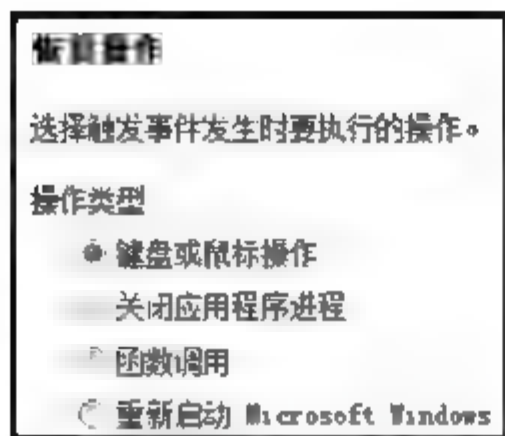 恢复操作
选择触发事件发生时要执行的操作。
操作类型
键盘或鼠标操作
关闭应用程序进程
函数调用
重新启动 Microsoft Windows